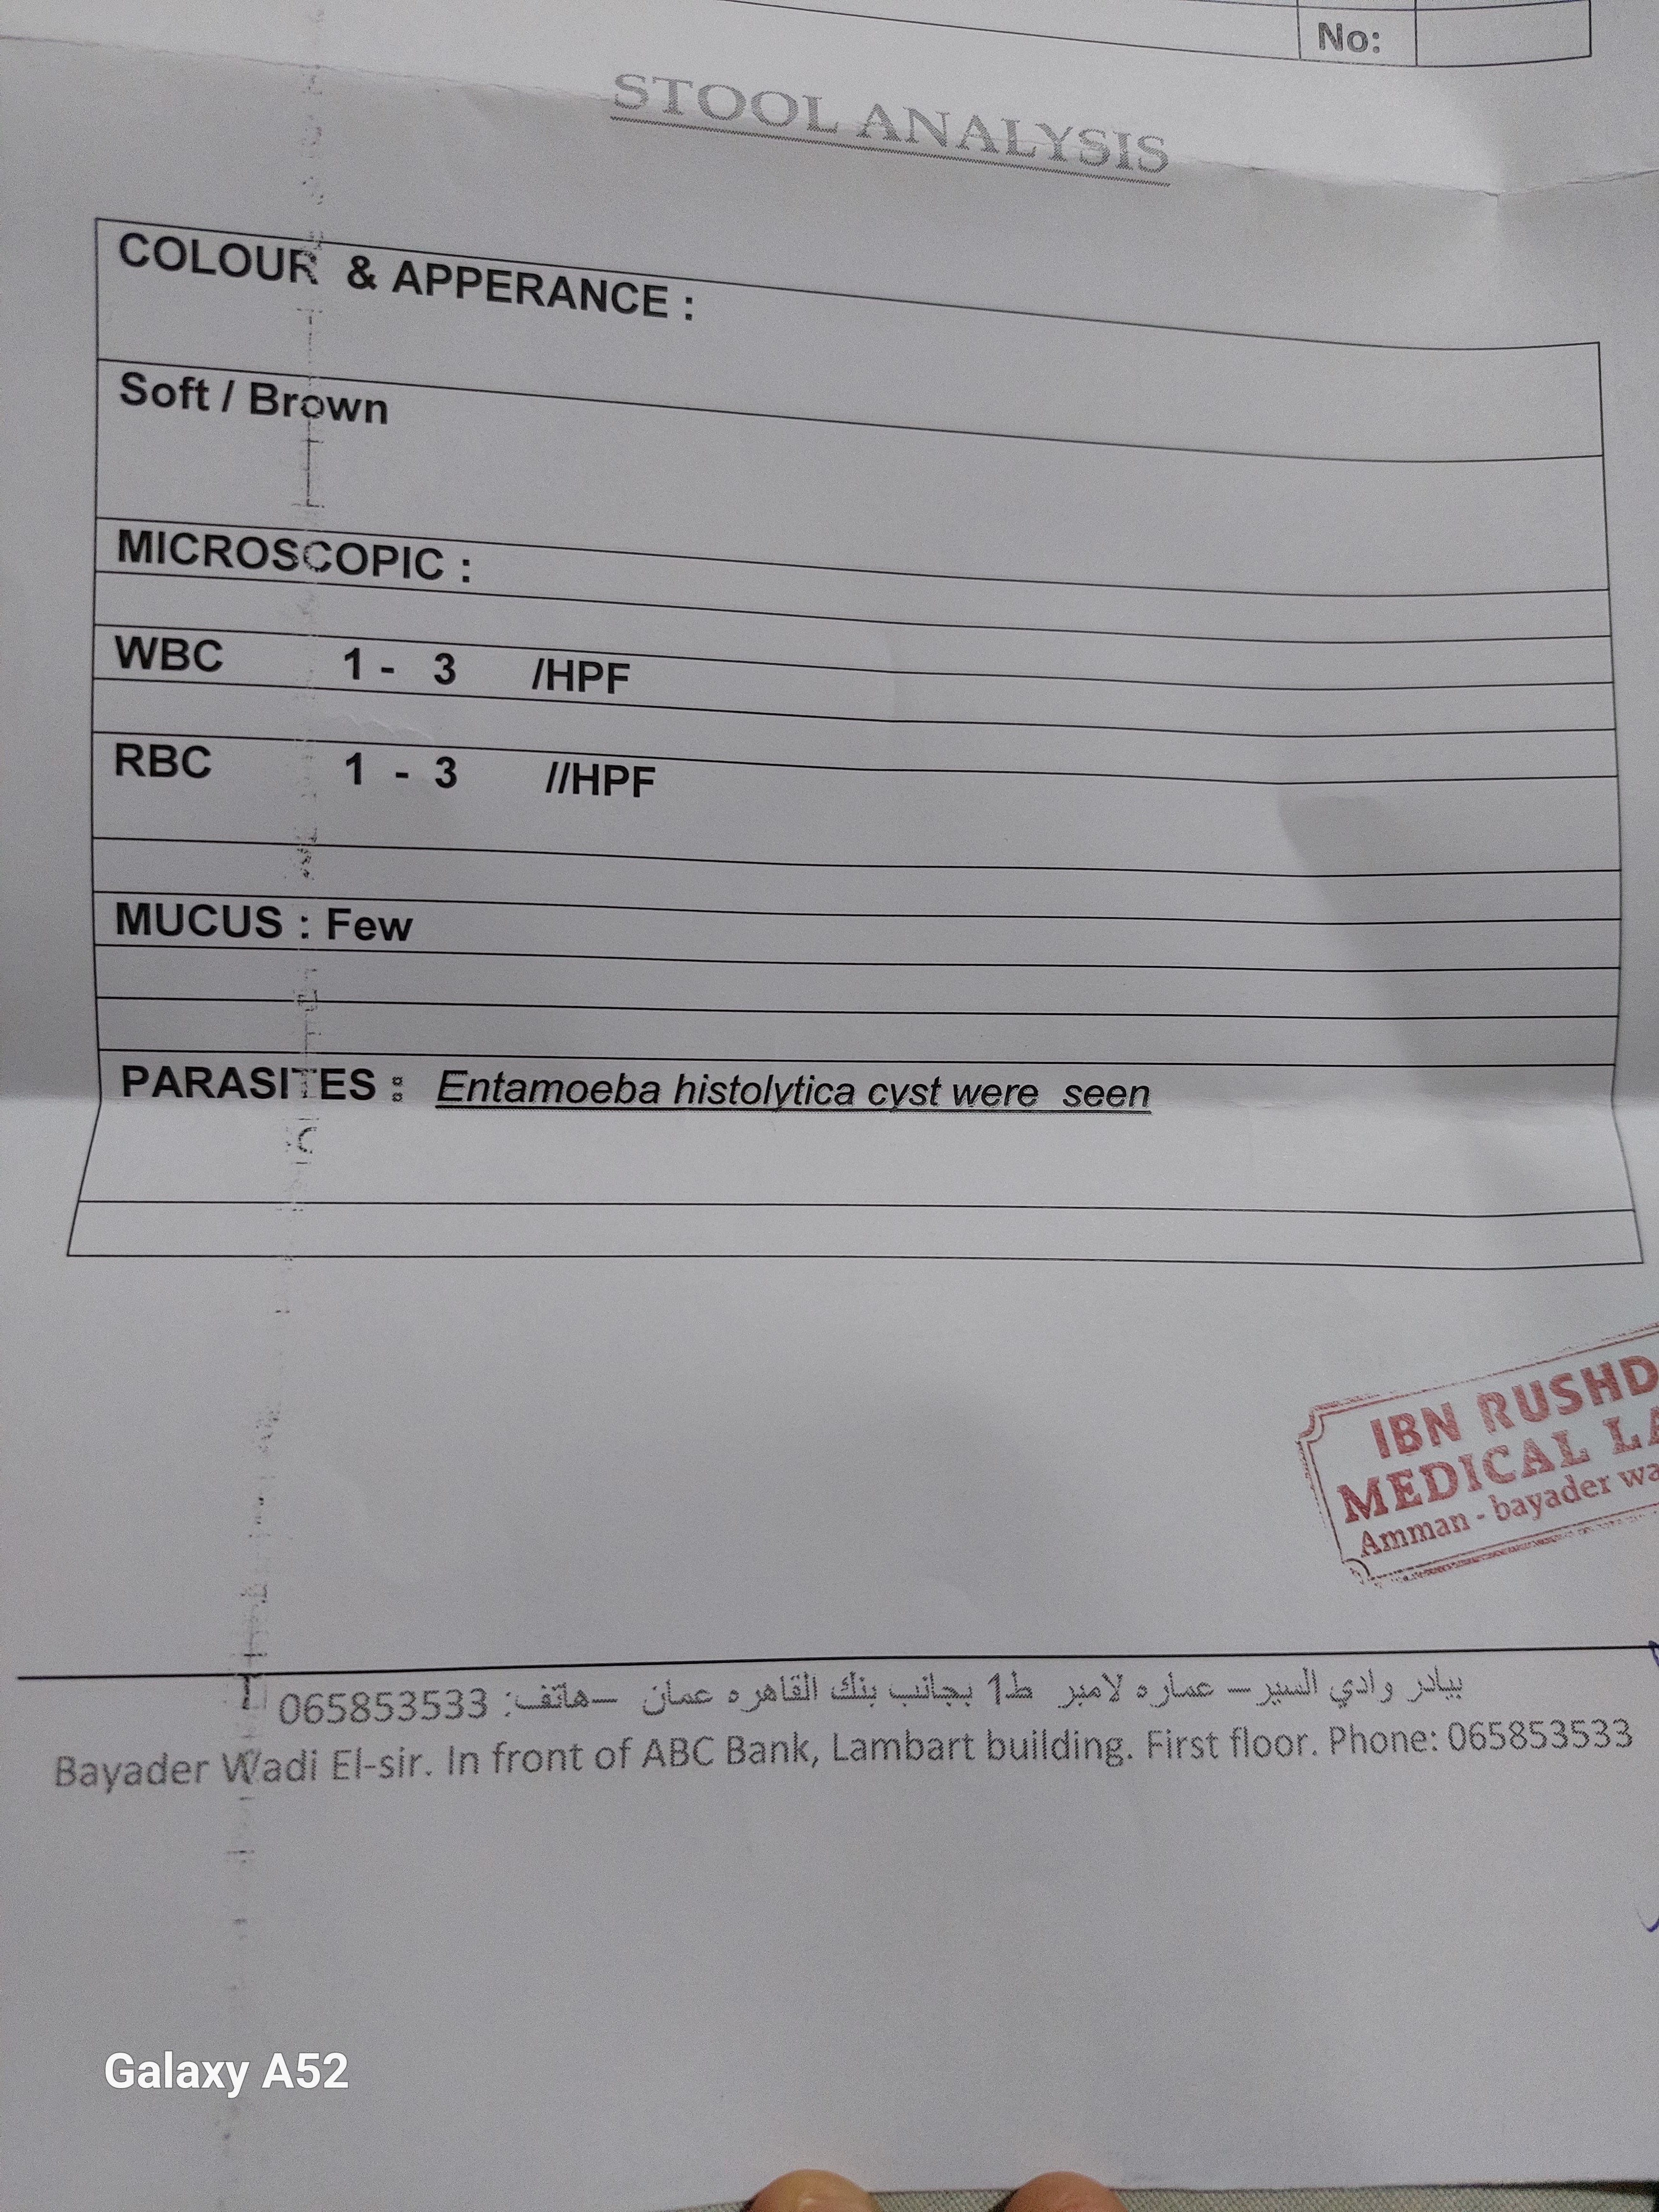 No:
STOOL ANALYSIS
COLOUR & APPERANCE :
Soft / Brown
MICROSCOPIC :
WBC 1 - 3 /HPF
RBC 1 - 3 //HPF
MUCUS : Few
PARASITES : Entamoeba histolytica cyst were seen
IBN RUSHD
MEDICAL
Amman - bayader
بيادر وادي السير – عماره لامبر ط1 بجانب بنك القاهره عمان –هاتف: 065853533
Bayader Wadi El-sir. In front of ABC Bank, Lambart building. First floor. Phone: 065853533
Galaxy A52